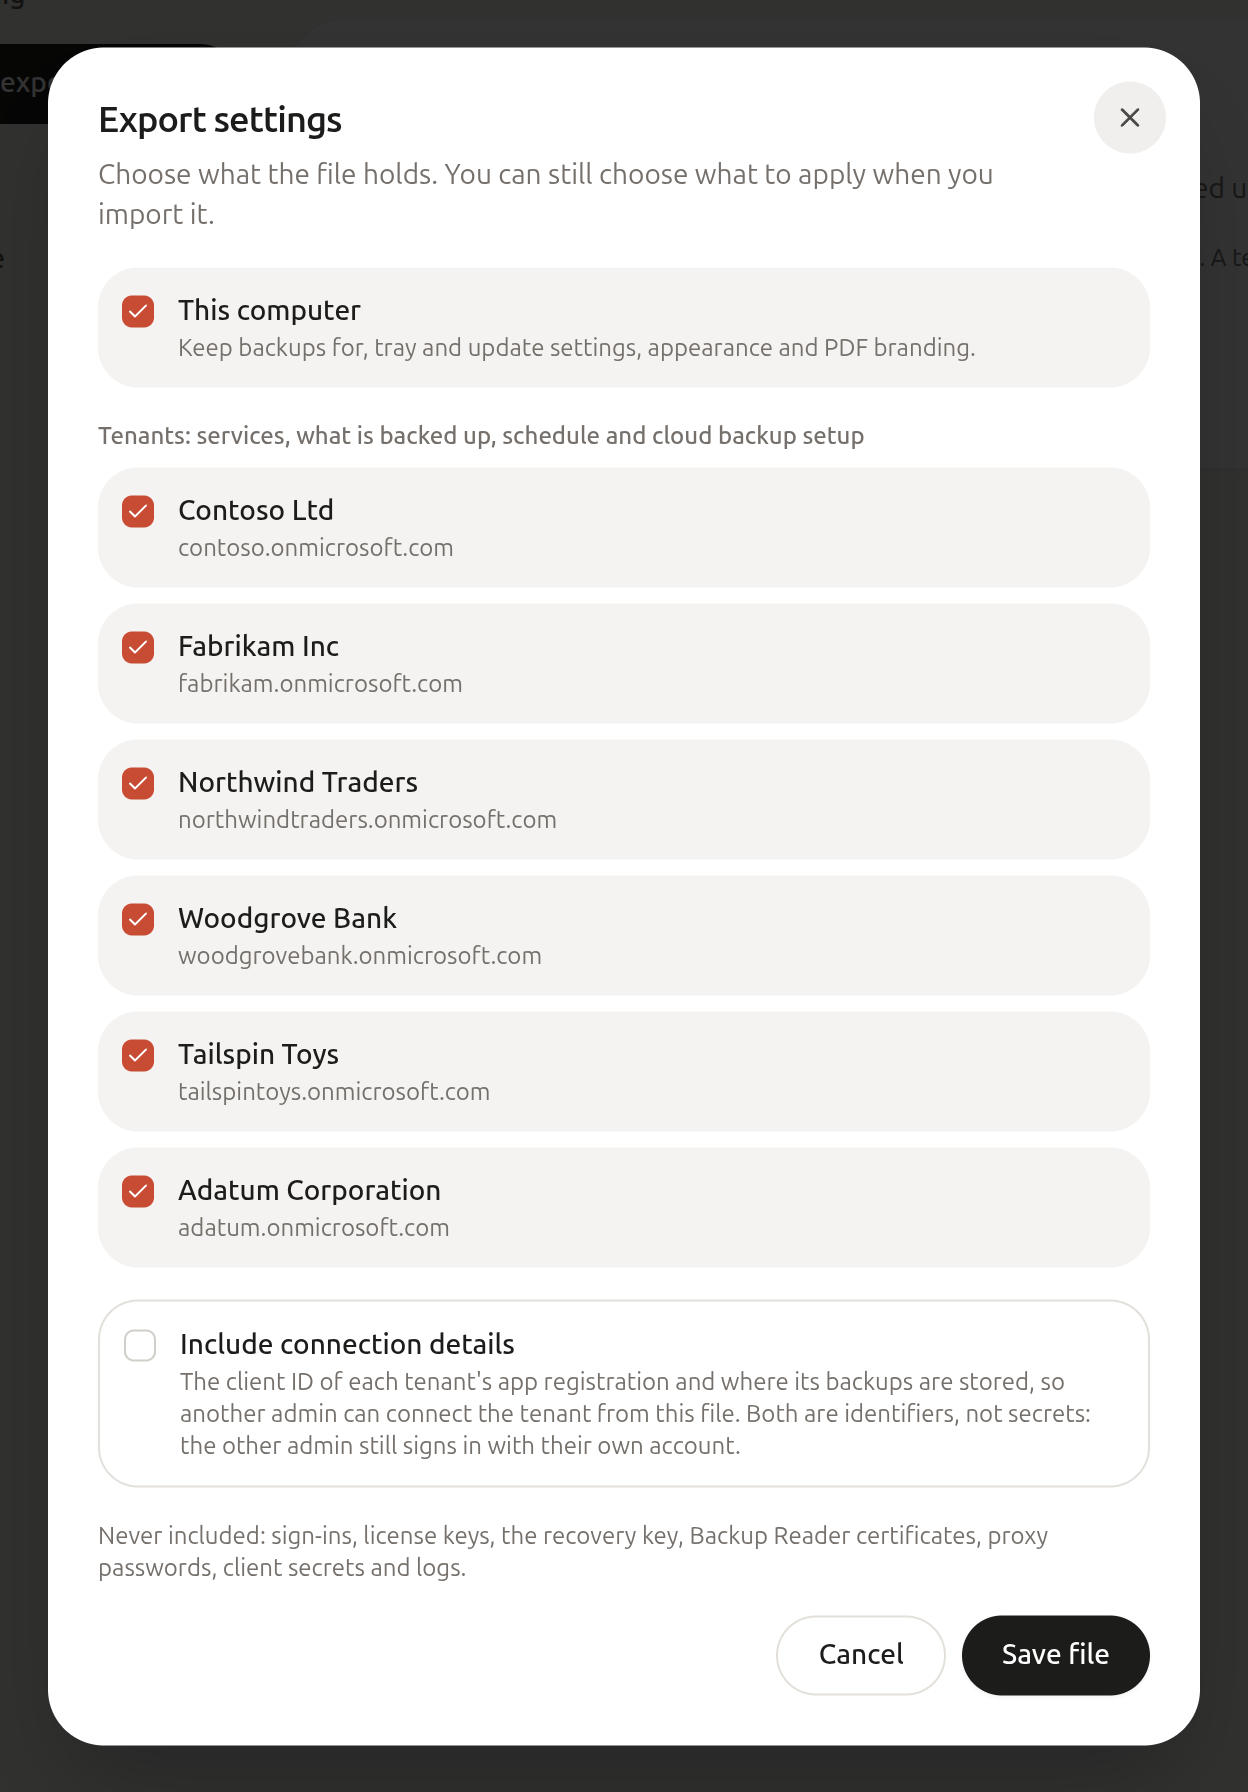 Export settings
Choose what the file holds. You can still choose what to apply when you
import it.
This computer
Keep backups for, tray and update settings, appearance and PDF branding.
Tenants: services, what is backed up, schedule and cloud backup setup
Contoso Ltd
contoso.onmicrosoft.com
Fabrikam Inc
fabrikam.onmicrosoft.com
Northwind Traders
northwindtraders.onmicrosoft.com
Woodgrove Bank
woodgrovebank.onmicrosoft.com
Tailspin Toys
tailspintoys.onmicrosoft.com
Adatum Corporation
adatum.onmicrosoft.com
Include connection details
The client ID of each tenant's app registration and where its backups are stored, so
another admin can connect the tenant from this file. Both are identifiers, not secrets:
the other admin still signs in with their own account.
Never included: sign-ins, license keys, the recovery key, Backup Reader certificates, proxy
passwords, client secrets and logs.
Cancel
Save file